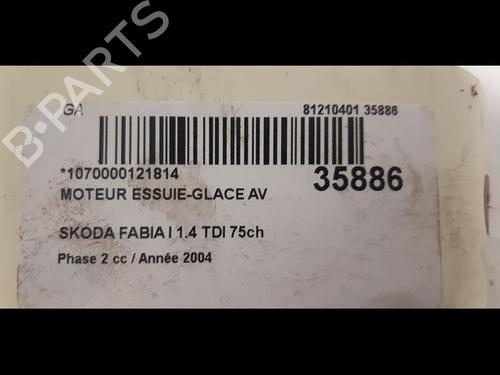 B-PARTS
GA 81210401 35886
*1070000121814
35886
MOTEUR ESSUIE-GLACE AV
SKODA FABIA I 1.4 TDI 75ch
Phase 2 cc / Année 2004